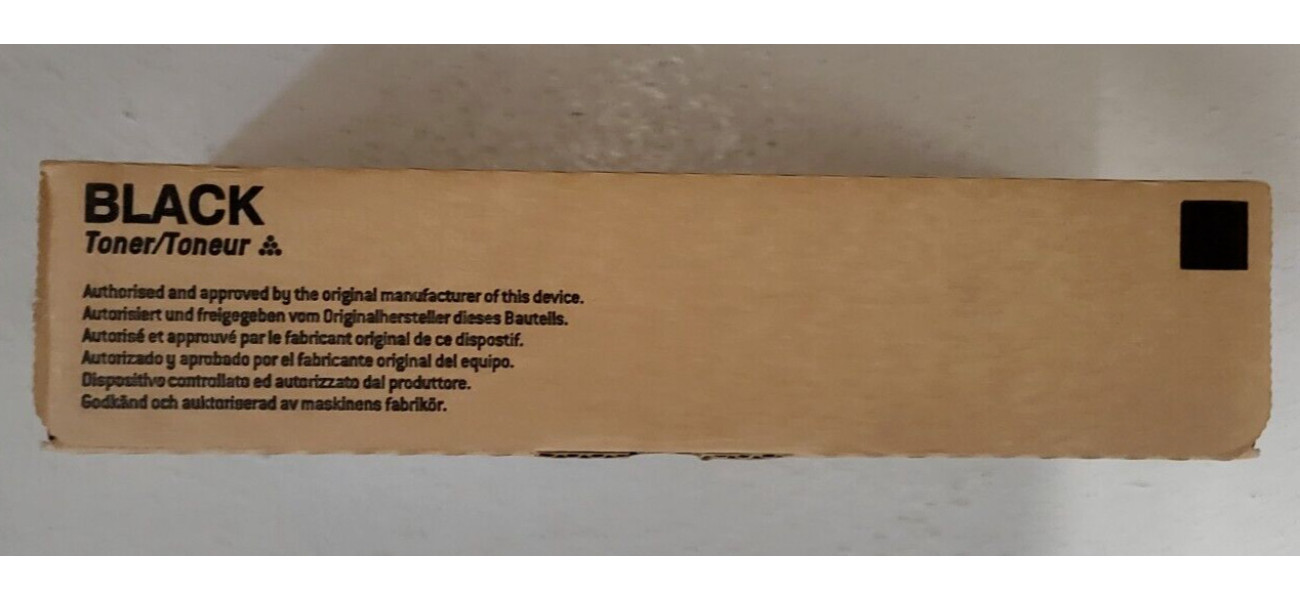 BLACK
Toner/Toneur
Authorised and approved by the original manufacturer of this device.
Autorisiert und freigegeben vom Originalhersteller dieses Bauteils.
Autorisé et approuvé par le fabricant original de ce dispostif.
Autorizado y aprobado por el fabricante original del equipo.
Dispositivo controllato ed autorizzato dal produttore.
Godkänd och auktoriserad av maskinens fabrikör.